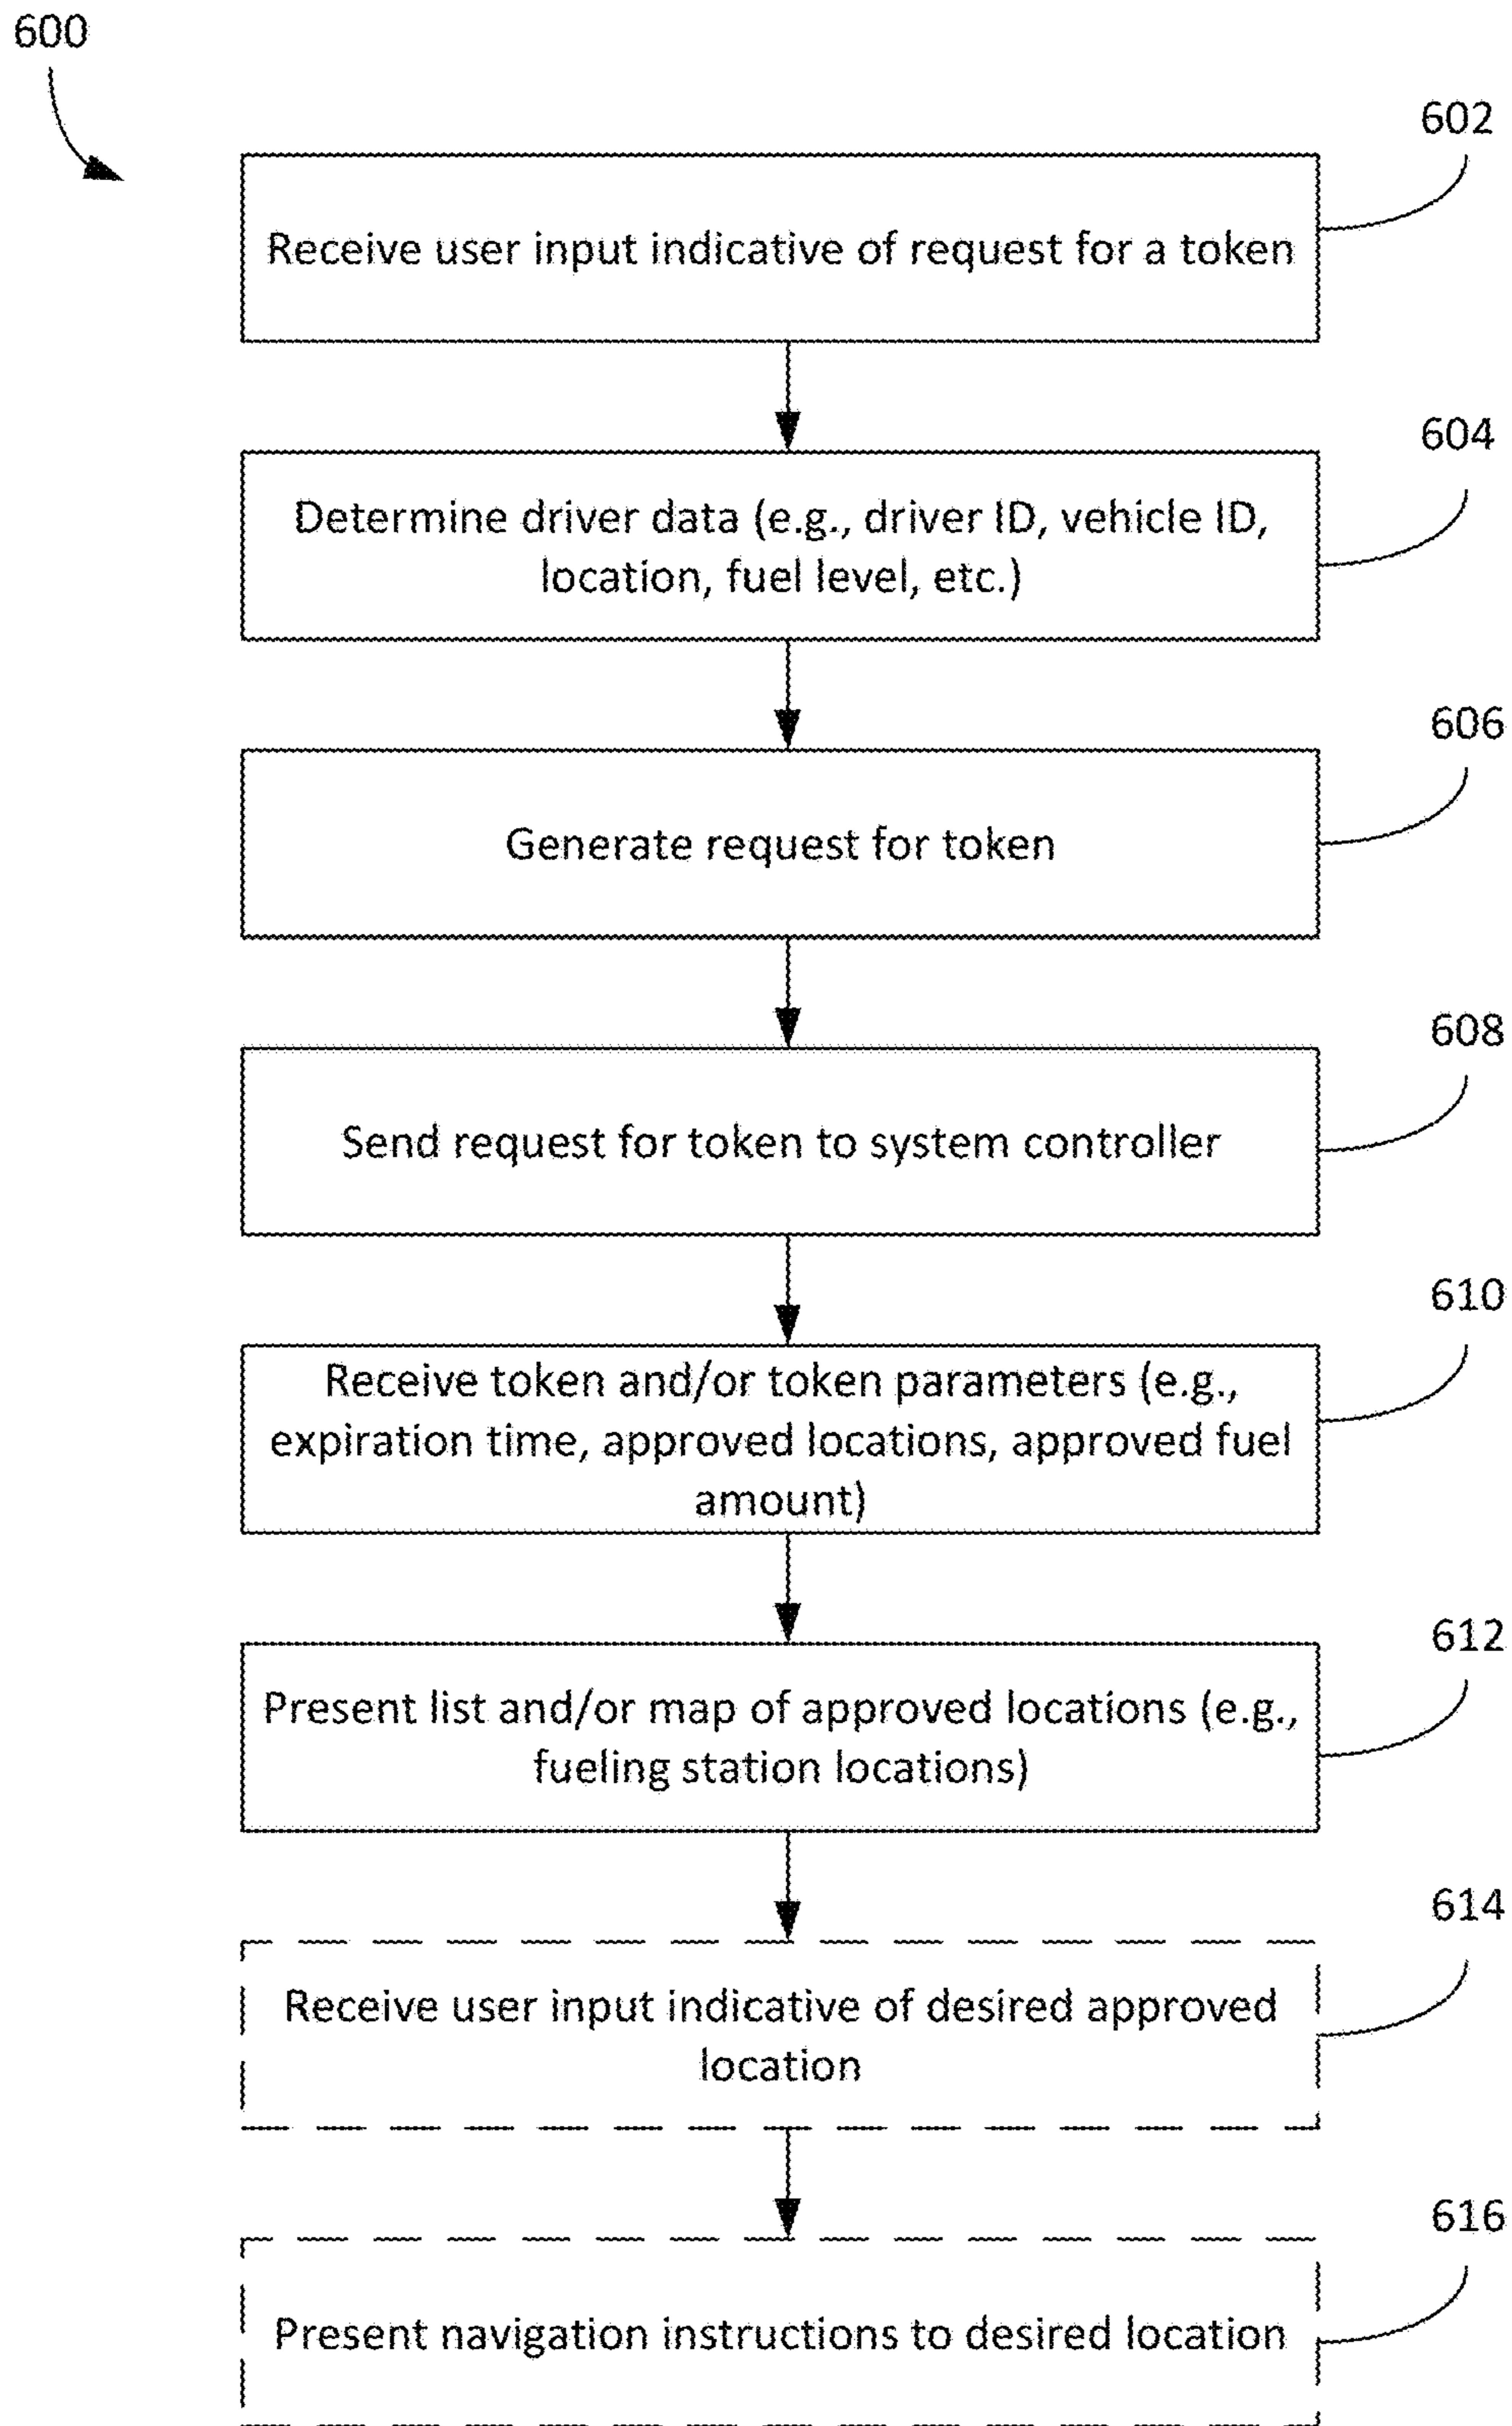 600
602
Receive user input indicative of request for a token
604
Determine driver data (e.g., driver ID, vehicle ID,
location, fuel level, etc.)
606
Generate request for token
608
Send request for token to system controller
610
Receive token and/or token parameters (e.g.,
expiration time, approved locations, approved fuel
amount)
612
Present list and/or map of approved locations (e.g.,
fueling station locations)
614
Receive user input indicative of desired approved
location
616
Present navigation instructions to desired location